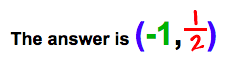 The answer is (-1, 1/2)